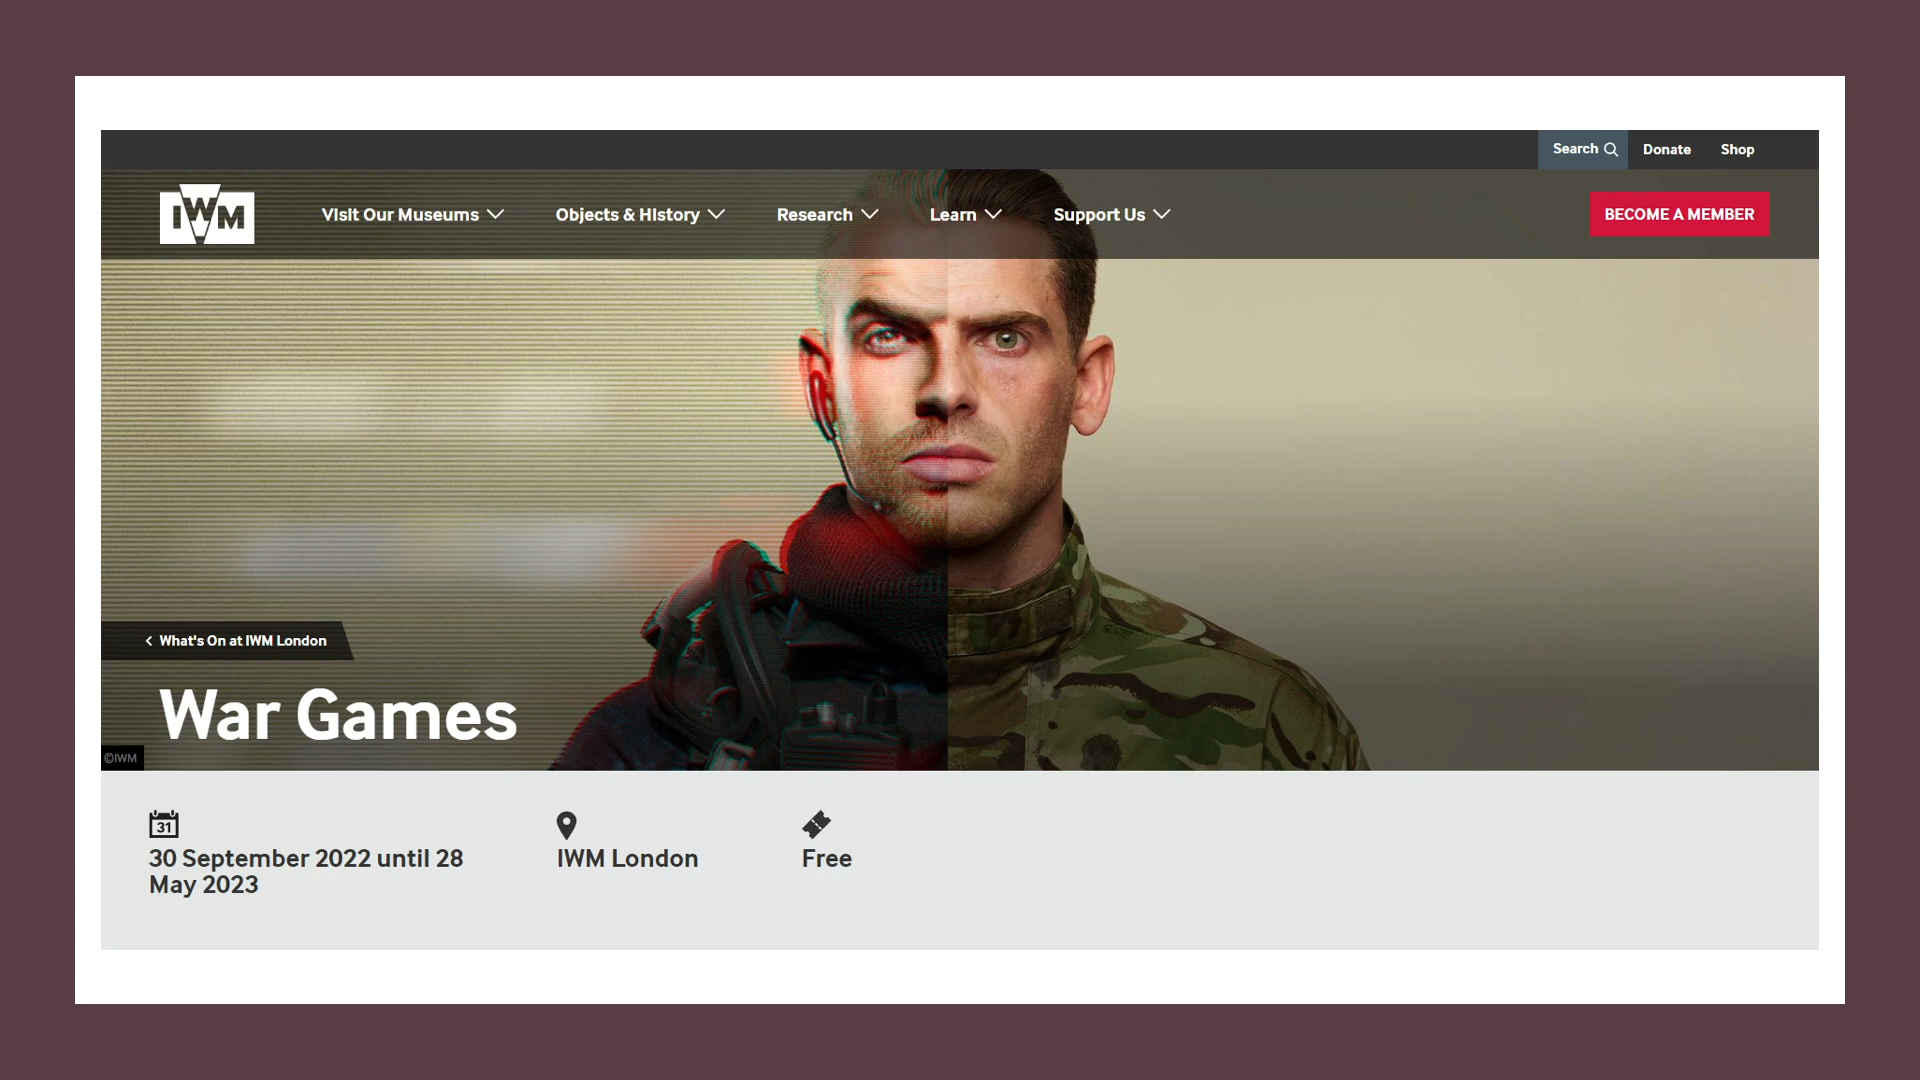 Search Donate Shop
IWM
Visit Our Museums Objects & History Research Learn Support Us BECOME A MEMBER
What's On at IWM London
War Games
©IWM
31
30 September 2022 until 28
May 2023
IWM London
Free